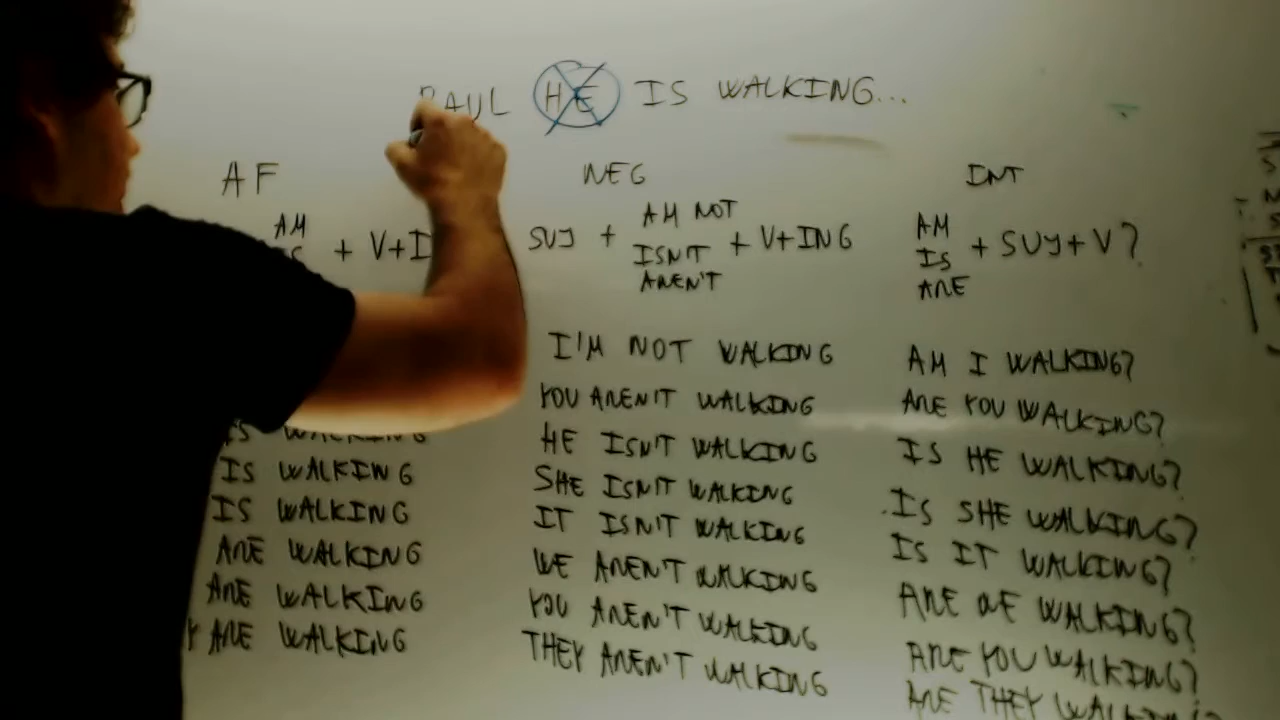 PAUL HE IS WALKING...
AF
AM
+ V+I
IS WALKING
IS WALKING
IS WALKING
ARE WALKING
ARE WALKING
Y ARE WALKING
NEG
SUJ + AM NOT
ISN'T + V+ING
AREN'T
I'M NOT WALKING
YOU AREN'T WALKING
HE ISN'T WALKING
SHE ISN'T WALKING
IT ISN'T WALKING
WE AREN'T WALKING
YOU AREN'T WALKING
THEY AREN'T WALKING
INT
AM
IS + SUJ+V?
ARE
AM I WALKING?
ARE YOU WALKING?
IS HE WALKING?
IS SHE WALKING?
IS IT WALKING?
ARE WE WALKING?
ARE YOU WALKING?
ARE THEY WALKING?